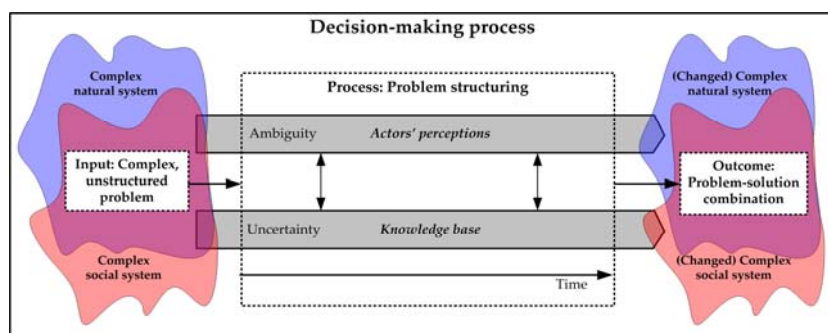 Decision-making process
Complex
natural system
Process: Problem structuring
(Changed) Complex
natural system
Ambiguity Actors' perceptions
Input: Complex,
unstructured
problem
Outcome:
Problem-solution
combination
Uncertainty Knowledge base
Complex
social system
(Changed) Complex
social system
Time